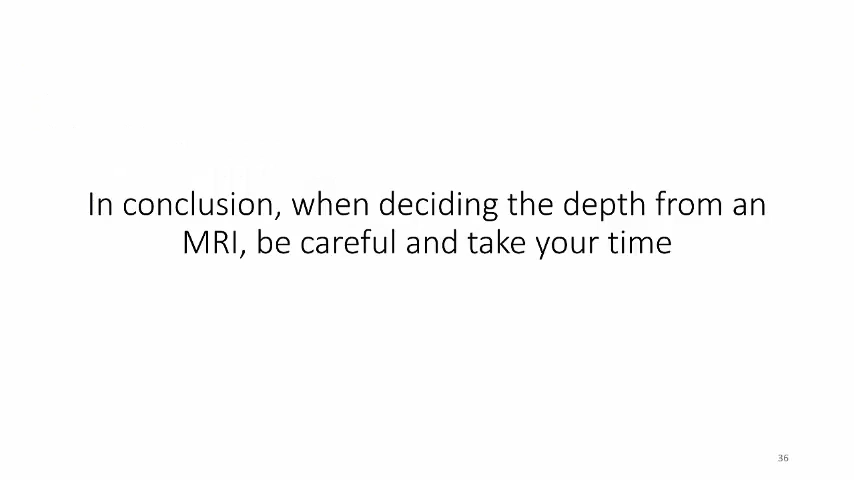 In conclusion, when deciding the depth from an
MRI, be careful and take your time
36